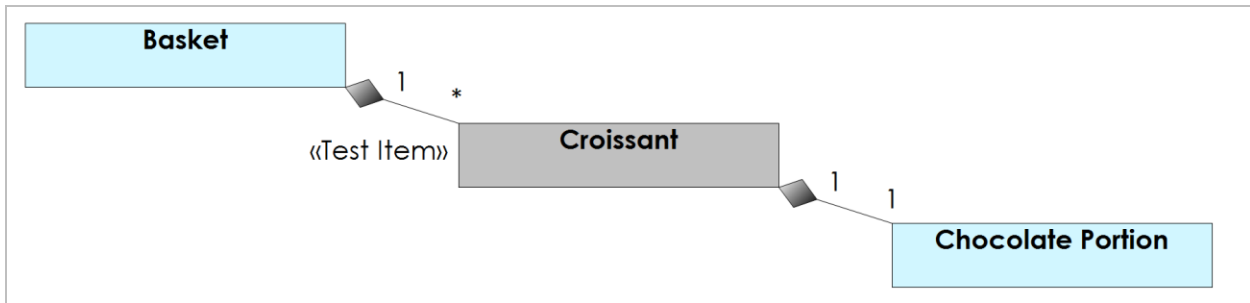 Basket
1
*
«Test Item»
Croissant
1
1
Chocolate Portion